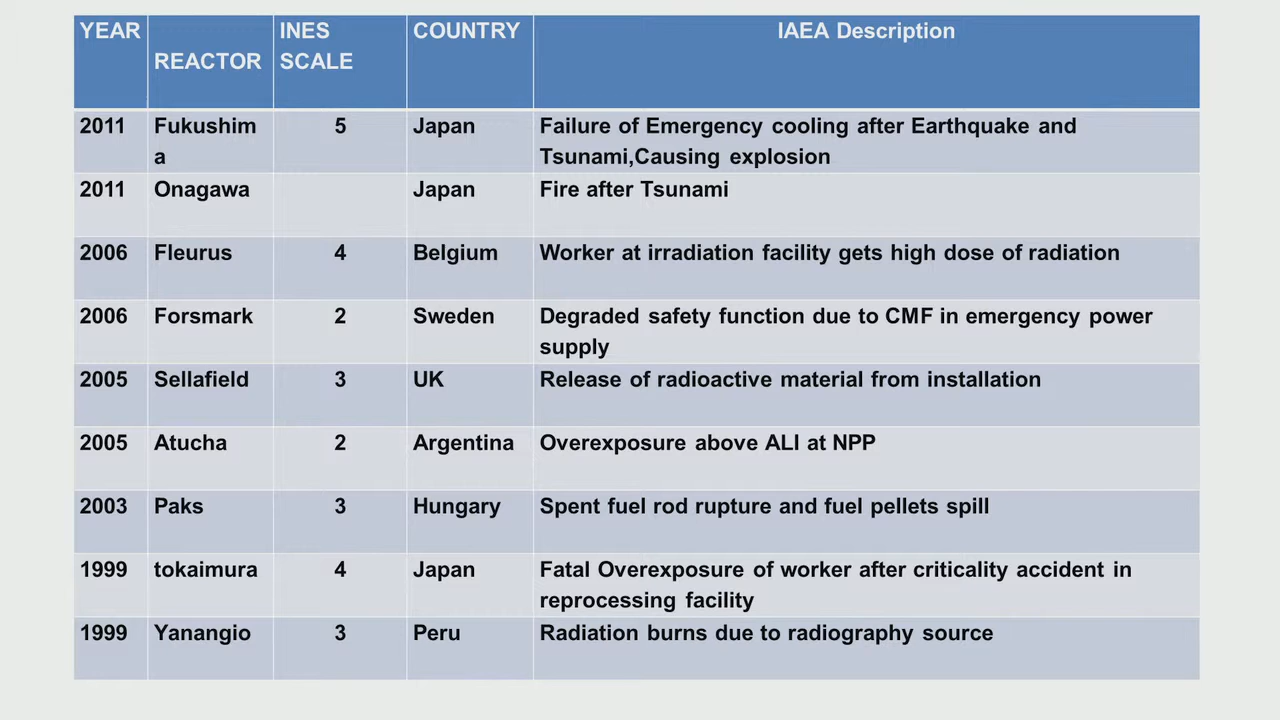 YEAR REACTOR INES SCALE COUNTRY IAEA Description
2011 Fukushim a 5 Japan Failure of Emergency cooling after Earthquake and
Tsunami,Causing explosion
2011 Onagawa Japan Fire after Tsunami
2006 Fleurus 4 Belgium Worker at irradiation facility gets high dose of radiation
2006 Forsmark 2 Sweden Degraded safety function due to CMF in emergency power
supply
2005 Sellafield 3 UK Release of radioactive material from installation
2005 Atucha 2 Argentina Overexposure above ALI at NPP
2003 Paks 3 Hungary Spent fuel rod rupture and fuel pellets spill
1999 tokaimura 4 Japan Fatal Overexposure of worker after criticality accident in
reprocessing facility
1999 Yanangio 3 Peru Radiation burns due to radiography source